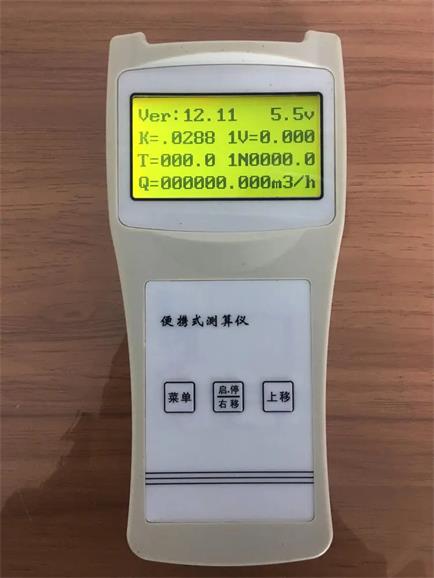 Ver:12.11 5.5v
K=.0288 1V=0.000
T=000.0 1N0000.0
Q=000000.000m3/h
便携式测算仪
菜单
启.停
右移
上移